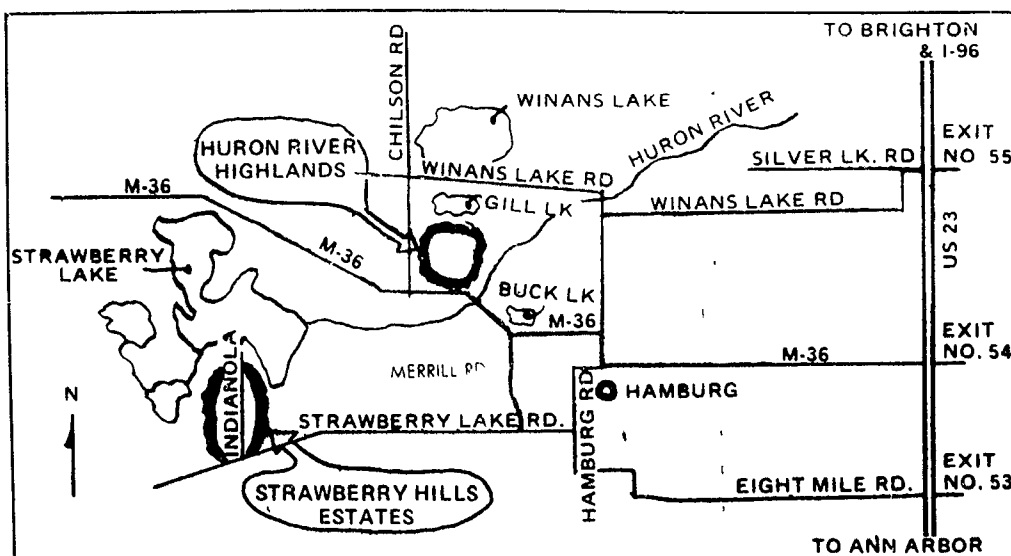 TO BRIGHTON
& I-96
CHILSON RD
WINANS LAKE
HURON RIVER
HURON RIVER
HIGHLANDS
EXIT
NO 55
SILVER LK. RD
WINANS LAKE RD
M-36
GILL LK
WINANS LAKE RD
US 23
STRAWBERRY
LAKE
M-36
BUCK LK
M-36
EXIT
NO. 54
M-36
INDIANOLA
MERRILL RD
HAMBURG
HAMBURG RD
N
STRAWBERRY LAKE RD.
EXIT
NO. 53
EIGHT MILE RD.
STRAWBERRY HILLS
ESTATES
TO ANN ARBOR